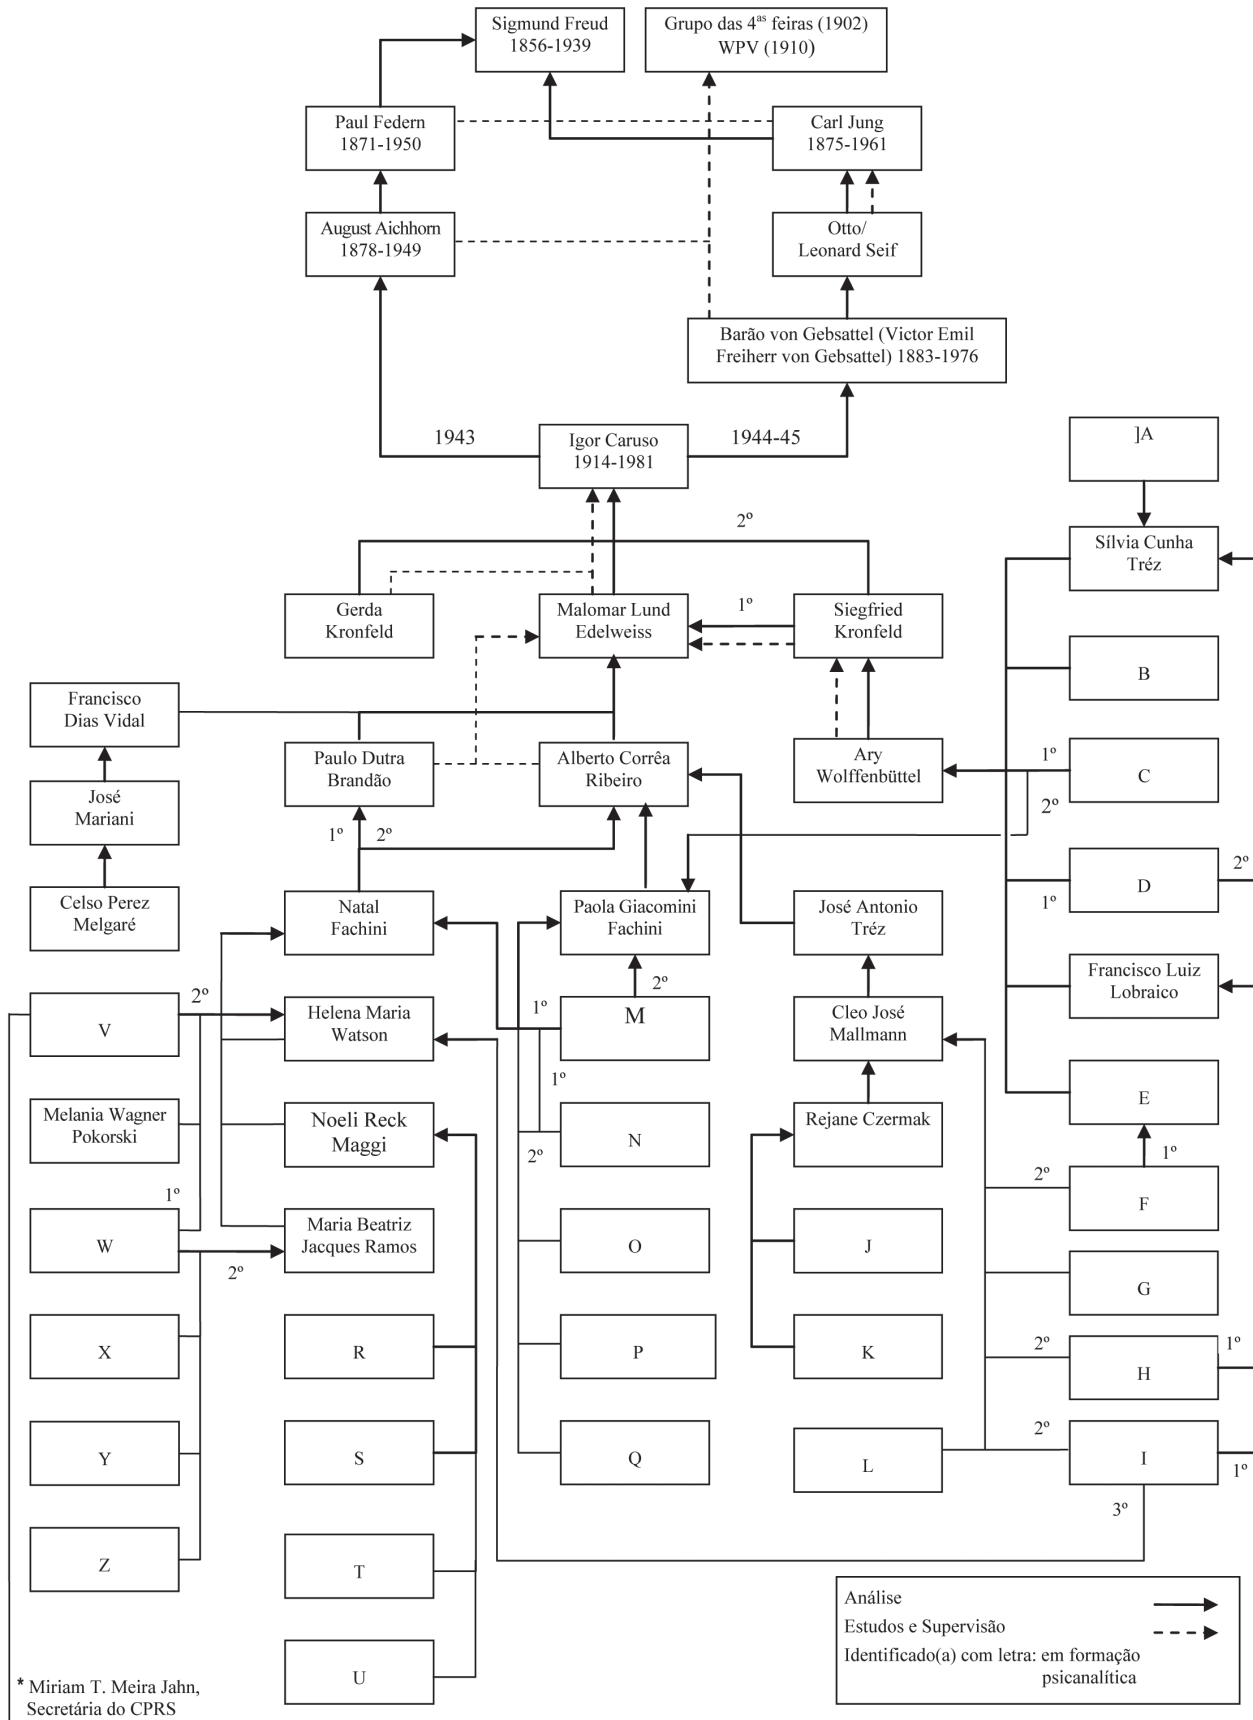 Sigmund Freud
1856-1939
Grupo das 4as feiras (1902)
WPV (1910)
Paul Federn
1871-1950
Carl Jung
1875-1961
August Aichhorn
1878-1949
Otto/
Leonard Seif
Barão von Gebsattel (Victor Emil
Freiherr von Gebsattel) 1883-1976
1943
Igor Caruso
1914-1981
1944-45
]A
2º
Sílvia Cunha
Tréz
Gerda
Kronfeld
Malomar Lund
Edelweiss
1º
Siegfried
Kronfeld
B
Francisco
Dias Vidal
Paulo Dutra
Brandão
Alberto Corrêa
Ribeiro
Ary
Wolffenbüttel
1º
C
2º
José
Mariani
1º
2º
Celso Perez
Melgaré
Natal
Fachini
Paola Giacomini
Fachini
José Antonio
Tréz
1º
D
2º
Francisco Luiz
Lobraico
V
2º
Helena Maria
Watson
1º
2º
M
Cleo José
Mallmann
1º
E
Melania Wagner
Pokorski
Noeli Reck
Maggi
2º
N
Rejane Czermak
1º
1º
W
2º
Maria Beatriz
Jacques Ramos
O
J
2º
F
G
X
R
P
K
2º
H
1º
Y
S
Q
L
2º
I
1º
3º
Z
T
U
Análise
Estudos e Supervisão
Identificado(a) com letra: em formação
psicanalítica
* Miriam T. Meira Jahn,
Secretária do CPRS